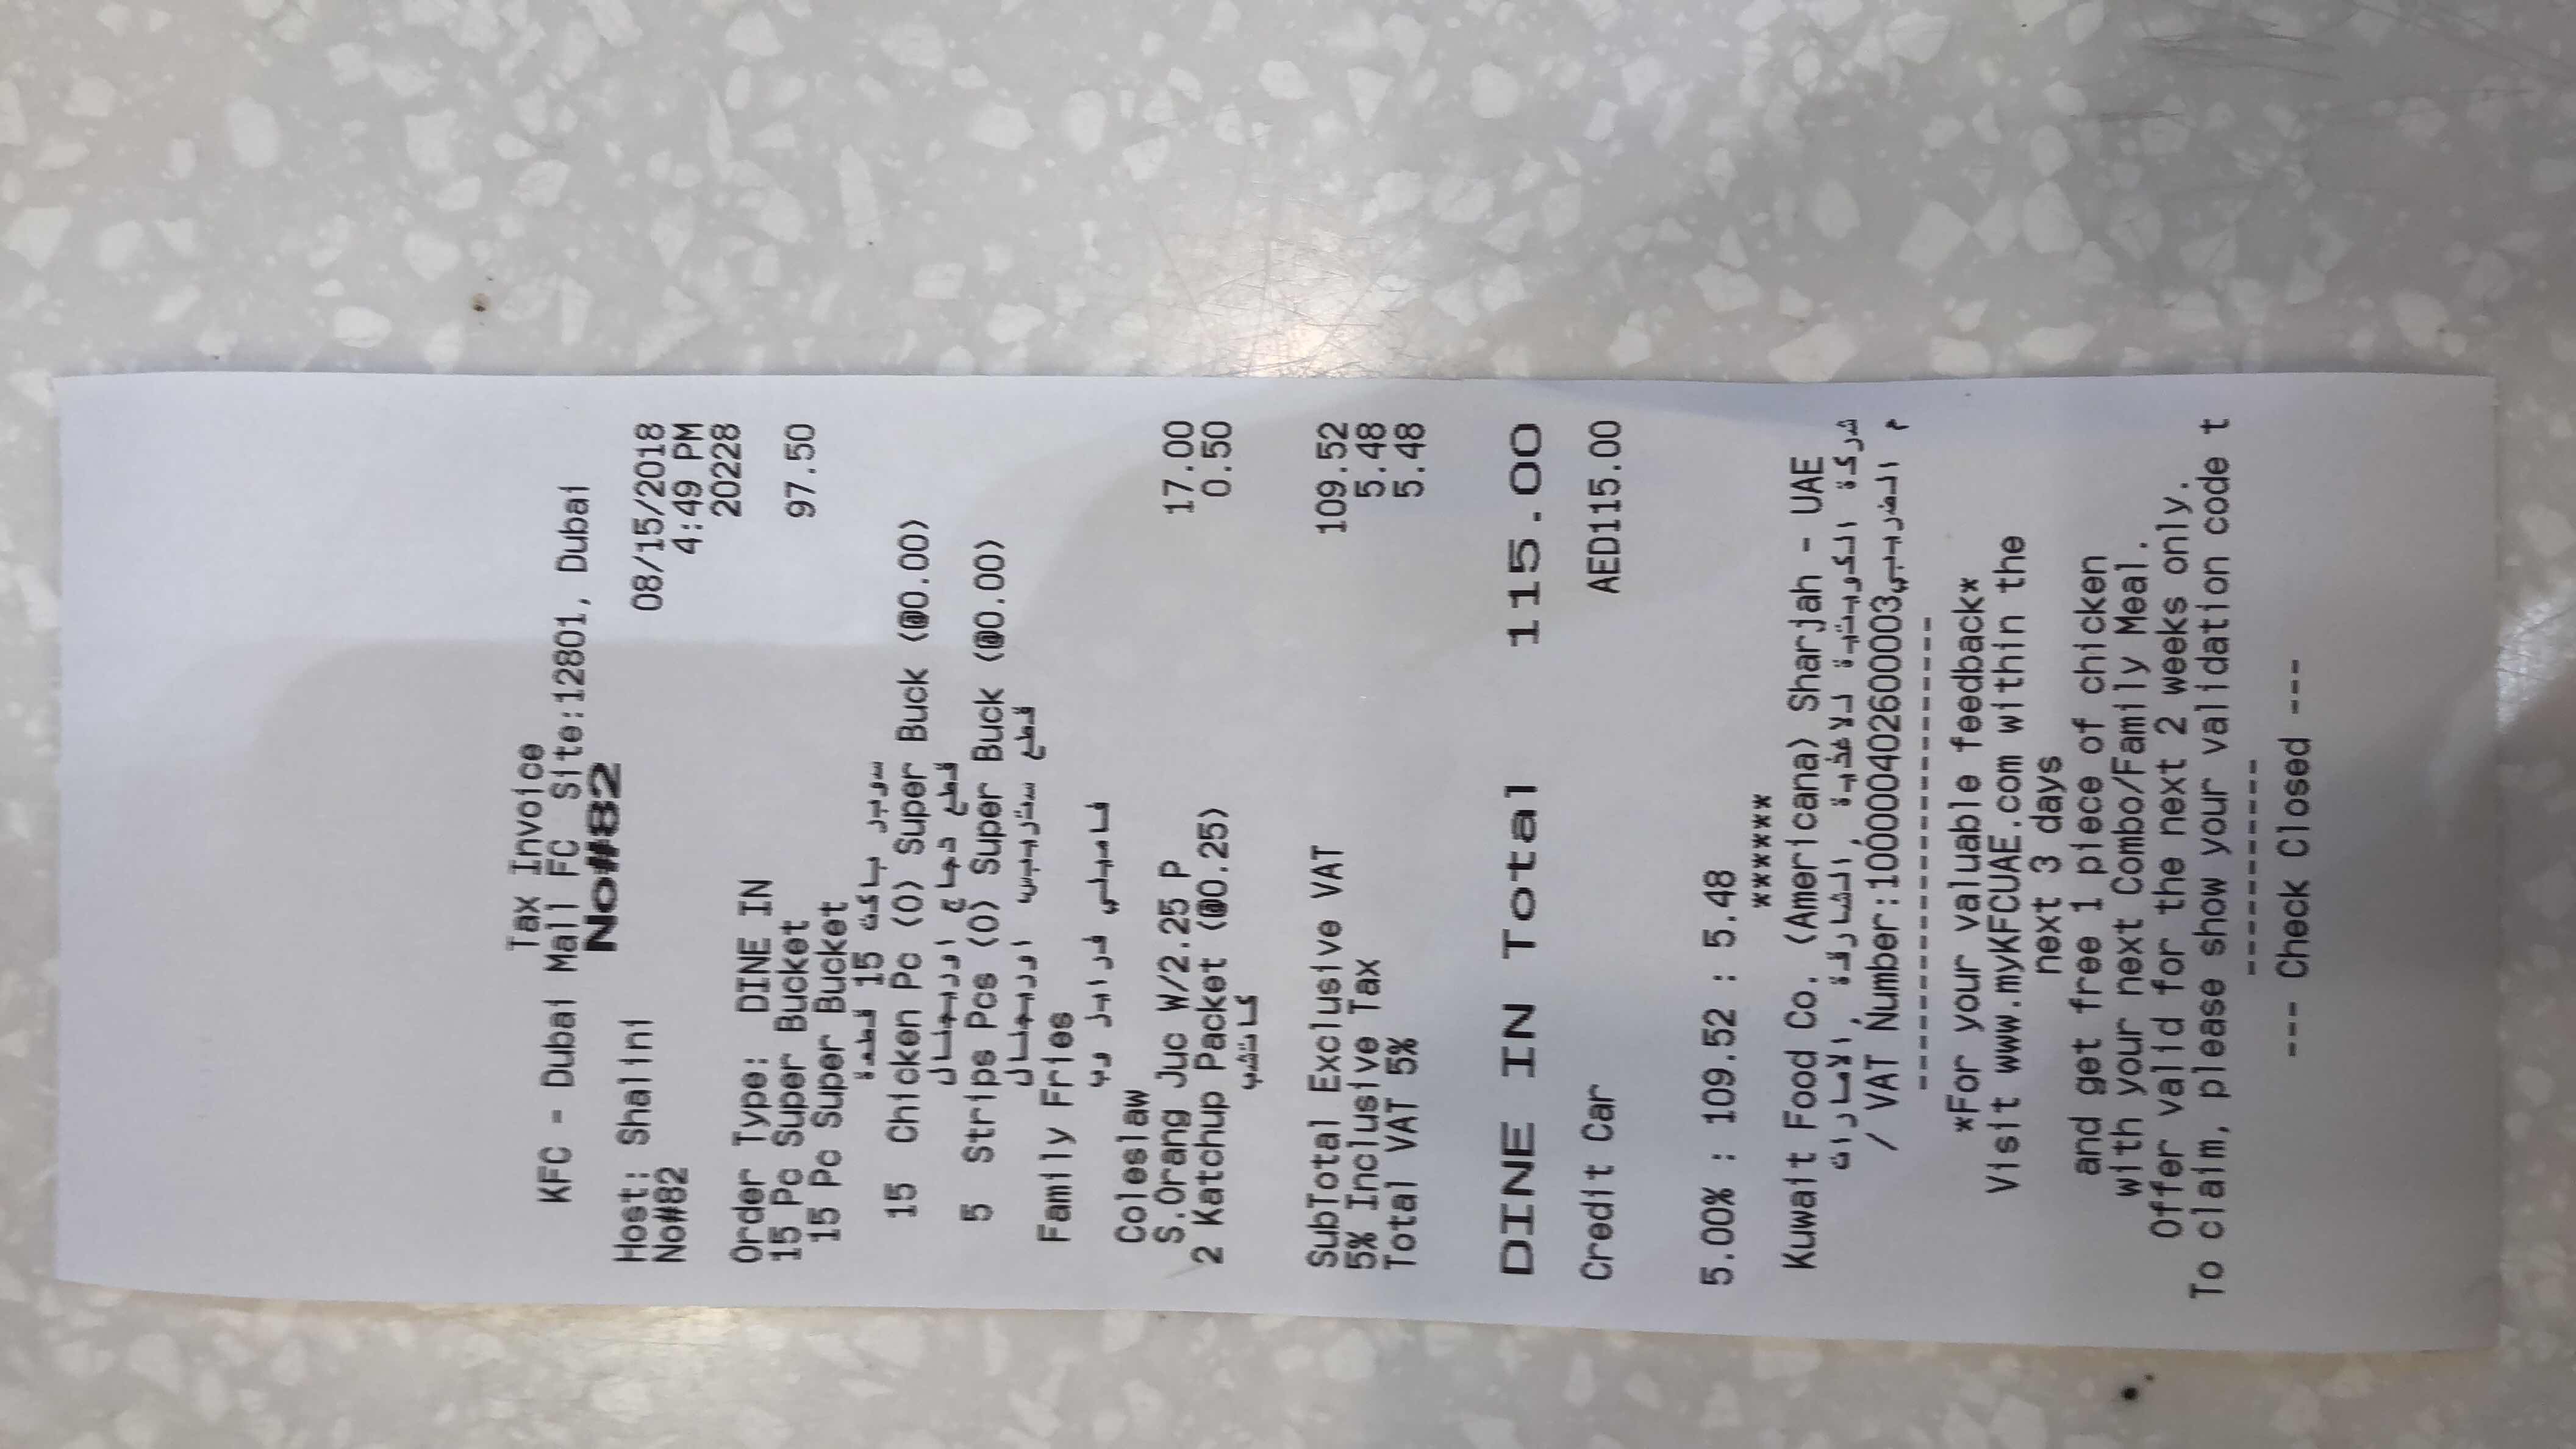 Tax Invoice
KFC - Dubai Mall FC Site:12801, Dubai
No#82
Host: Shalini 08/15/2018
No#82 4:49 PM
20228
Order Type: DINE IN
15 Pc Super Bucket 97.50
15 Pc Super Bucket
سوبر باكت 15 قطعة
15 Chicken Pc (O) Super Buck (@0.00)
قطع دجاج اوريجنال
5 Strips Pcs (O) Super Buck (@0.00)
قطع ستريبس اوريجنال
Family Fries
فاميلي فرايز وب
Coleslaw
S.Orang Juc W/2.25 P 17.00
2 Katchup Packet (@0.25) 0.50
كاتشب
SubTotal Exclusive VAT 109.52
5% Inclusive Tax 5.48
Total VAT 5% 5.48
DINE IN Total 115.00
Credit Car AED115.00
5.00% : 109.52 : 5.48
******
Kuwait Food Co. (Americana) Sharjah - UAE
شركة الكويتية للاغذية ,الشارقة ,الامارات
م الضريبي/ VAT Number:100000402600003
------------------------
*For your valuable feedback*
Visit www.myKFCUAE.com within the
next 3 days
and get free 1 piece of chicken
with your next Combo/Family Meal.
Offer valid for the next 2 weeks only.
To claim, please show your validation code t
-----------
--- Check Closed ---